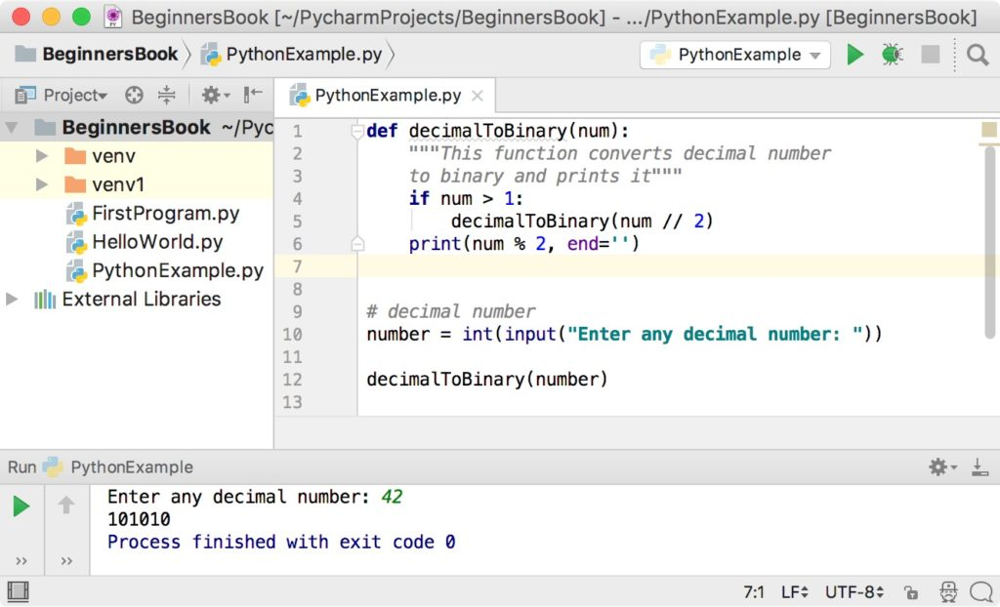 BeginnersBook [~/PycharmProjects/BeginnersBook] - .../PythonExample.py [BeginnersBook]
BeginnersBook PythonExample.py PythonExample
Project PythonExample.py
BeginnersBook ~/Pyc
venv
venv1
FirstProgram.py
HelloWorld.py
PythonExample.py
External Libraries
1 def decimalToBinary(num):
2 """This function converts decimal number
3 to binary and prints it"""
4 if num > 1:
5 decimalToBinary(num // 2)
6 print(num % 2, end='')
7
8
9 # decimal number
10 number = int(input("Enter any decimal number: "))
11
12 decimalToBinary(number)
13
Run PythonExample
Enter any decimal number: 42
101010
Process finished with exit code 0
7:1 LF UTF-8